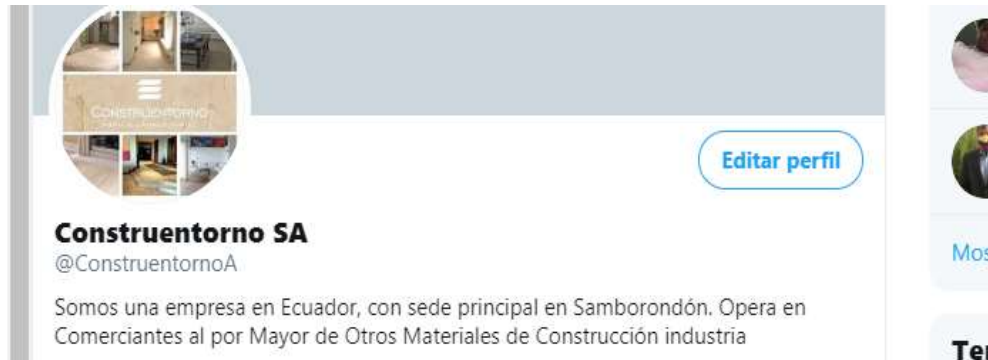 CONSTRUENTORNO
Editar perfil
Construentorno SA
@ConstruentornoA
Somos una empresa en Ecuador, con sede principal en Samborondón. Opera en
Comerciantes al por Mayor de Otros Materiales de Construcción industria
Mos
Ter